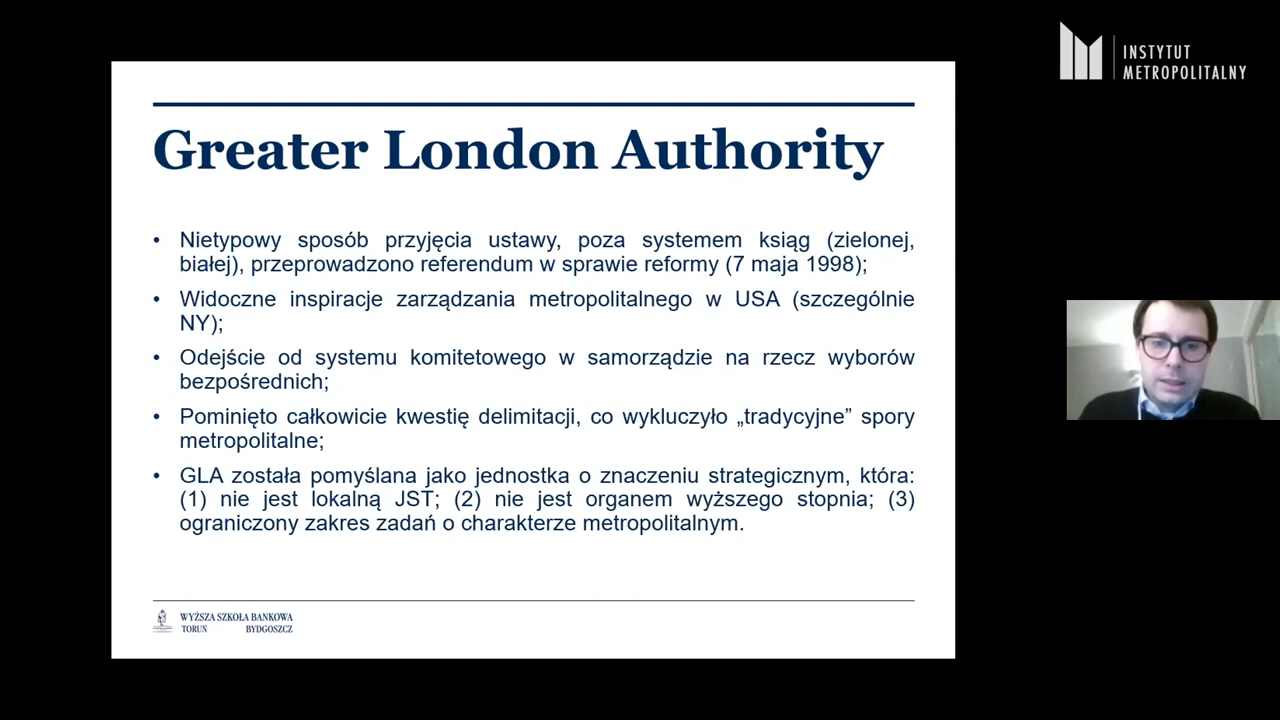 INSTYTUT
METROPOLITALNY
Greater London Authority
• Nietypowy sposób przyjęcia ustawy, poza systemem ksiąg (zielonej,
białej), przeprowadzono referendum w sprawie reformy (7 maja 1998);
• Widoczne inspiracje zarządzania metropolitalnego w USA (szczególnie
NY);
• Odejście od systemu komitetowego w samorządzie na rzecz wyborów
bezpośrednich;
• Pominięto całkowicie kwestię delimitacji, co wykluczyło „tradycyjne” spory
metropolitalne;
• GLA została pomyślana jako jednostka o znaczeniu strategicznym, która:
(1) nie jest lokalną JST; (2) nie jest organem wyższego stopnia; (3)
ograniczony zakres zadań o charakterze metropolitalnym.
WYŻSZA SZKOŁA BANKOWA
TORUŃ BYDGOSZCZ